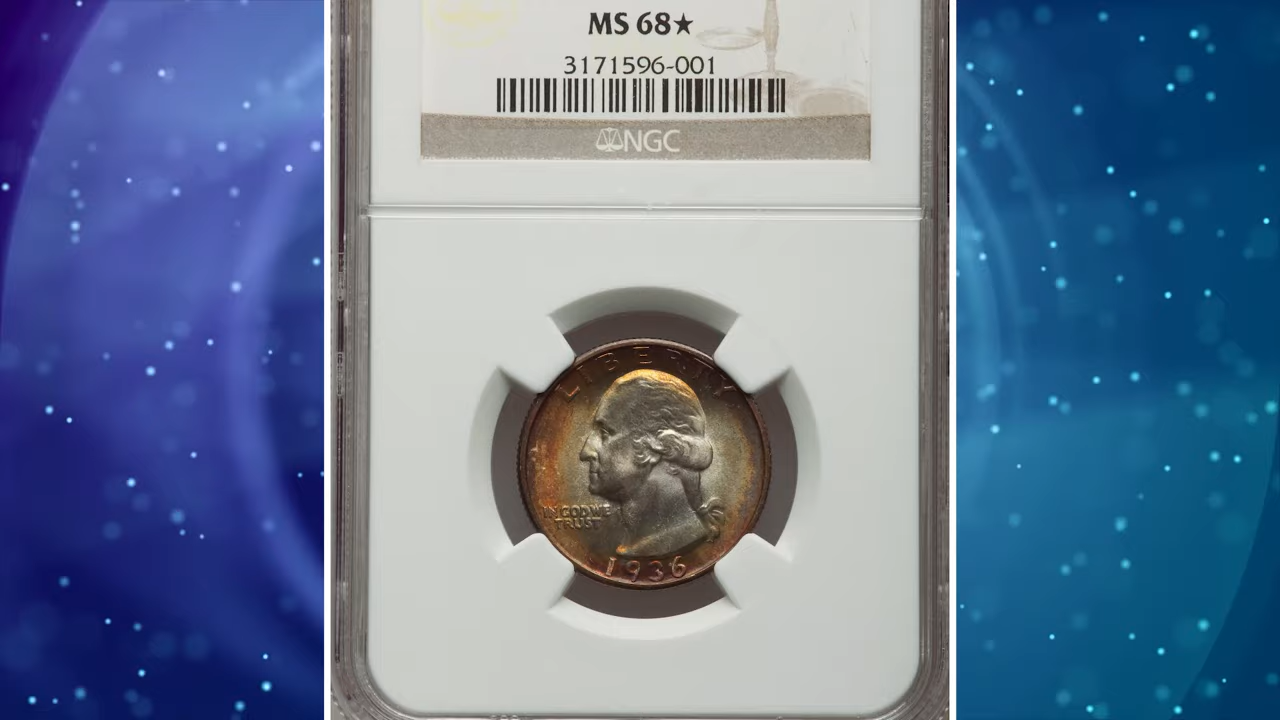 MS 68★
3171596-001
NGC
LIBERTY
IN GOD WE
TRUST
1936